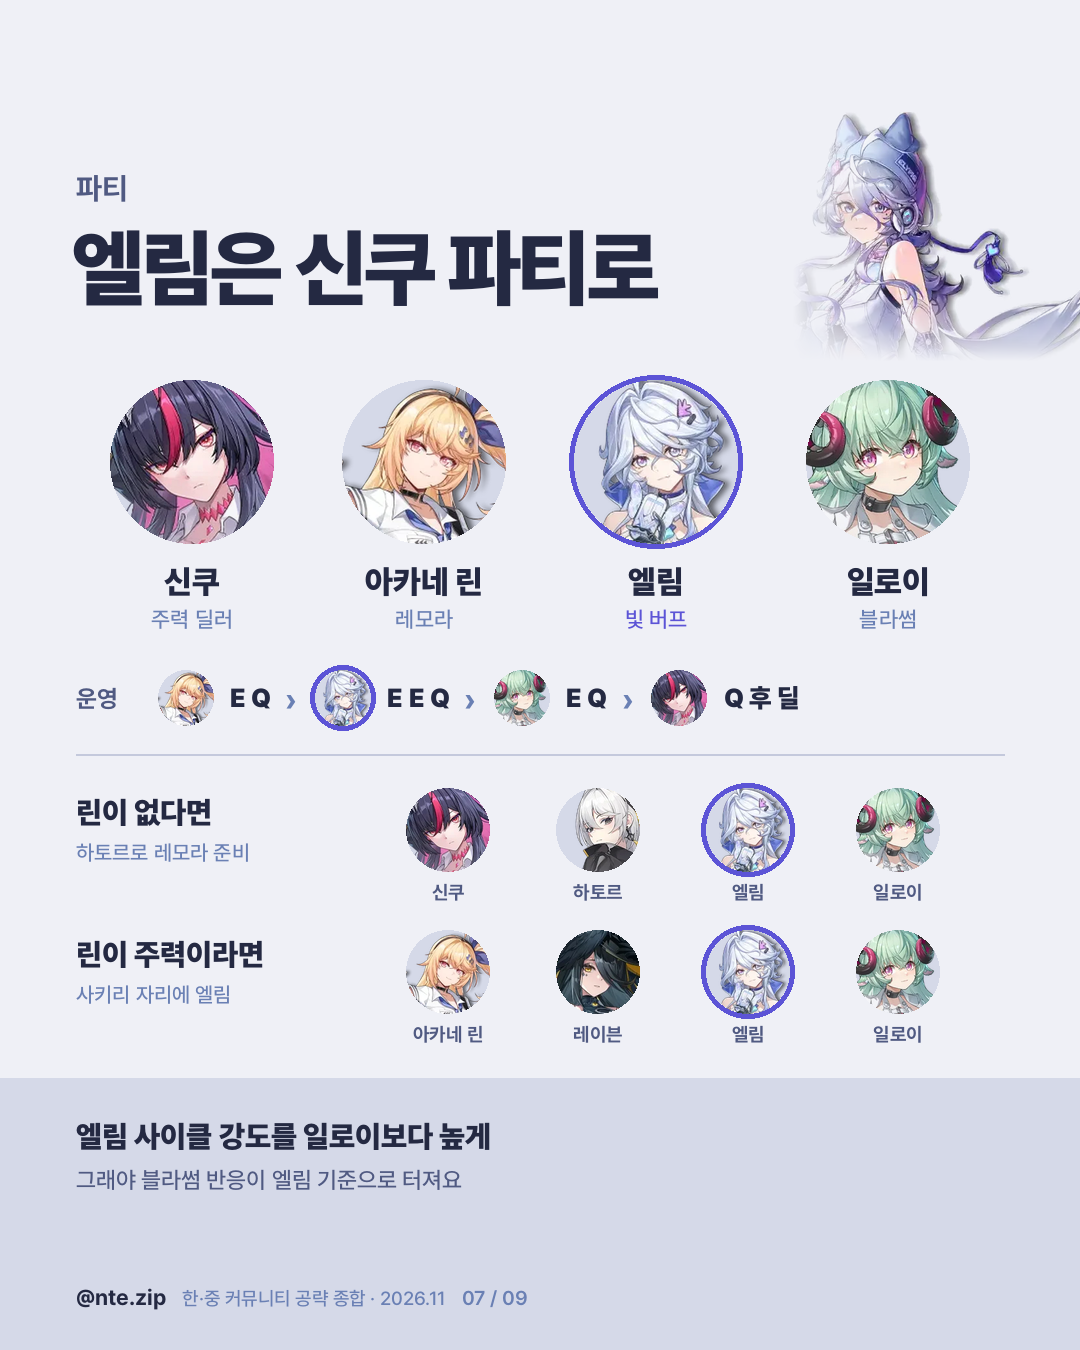 파티
엘림은 신쿠 파티로
신쿠
주력 딜러
아카네 린
레모라
엘림
빛 버프
일로이
블라썸
운영 E Q › E E Q › E Q › Q 후 딜
린이 없다면
하토르로 레모라 준비
신쿠
하토르
엘림
일로이
린이 주력이라면
사키리 자리에 엘림
아카네 린
레이븐
엘림
일로이
엘림 사이클 강도를 일로이보다 높게
그래야 블라썸 반응이 엘림 기준으로 터져요
@nte.zip 한·중 커뮤니티 공략 종합 · 2026.11 07 / 09